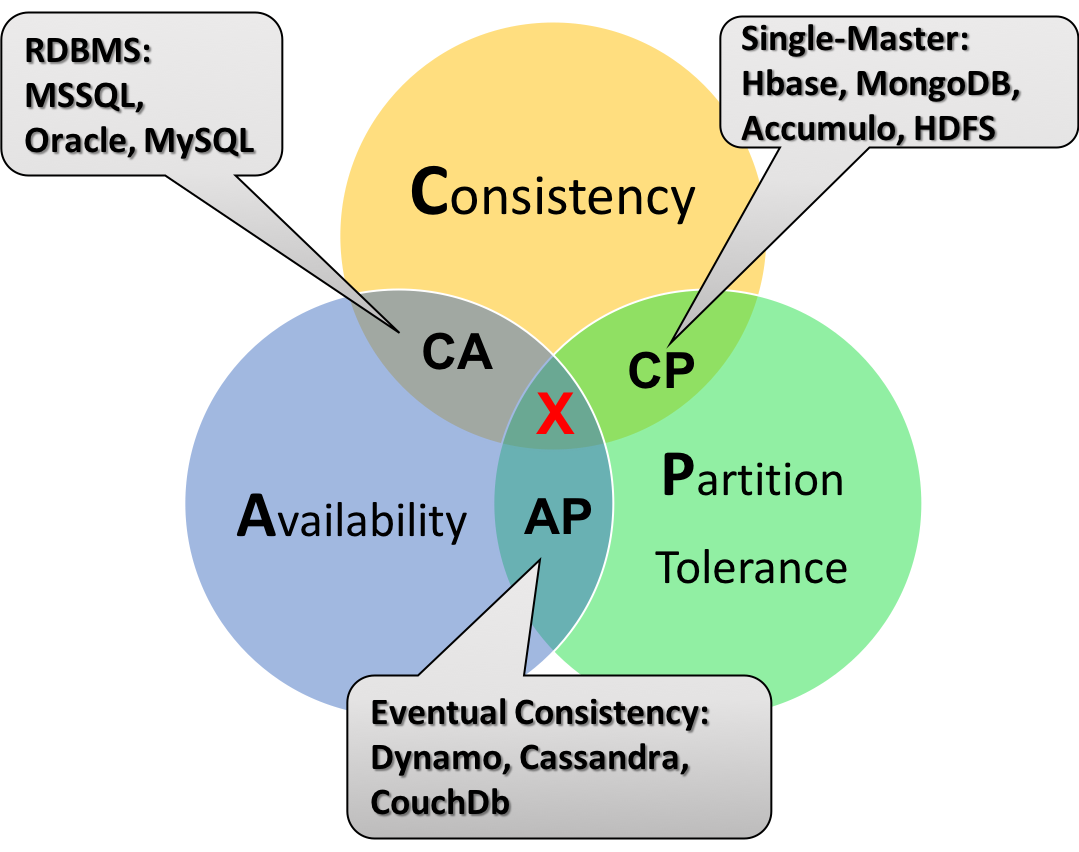 RDBMS:
MSSQL,
Oracle, MySQL
Single-Master:
Hbase, MongoDB,
Accumulo, HDFS
Consistency
CA
CP
X
Availability
AP
Partition
Tolerance
Eventual Consistency:
Dynamo, Cassandra,
CouchDb